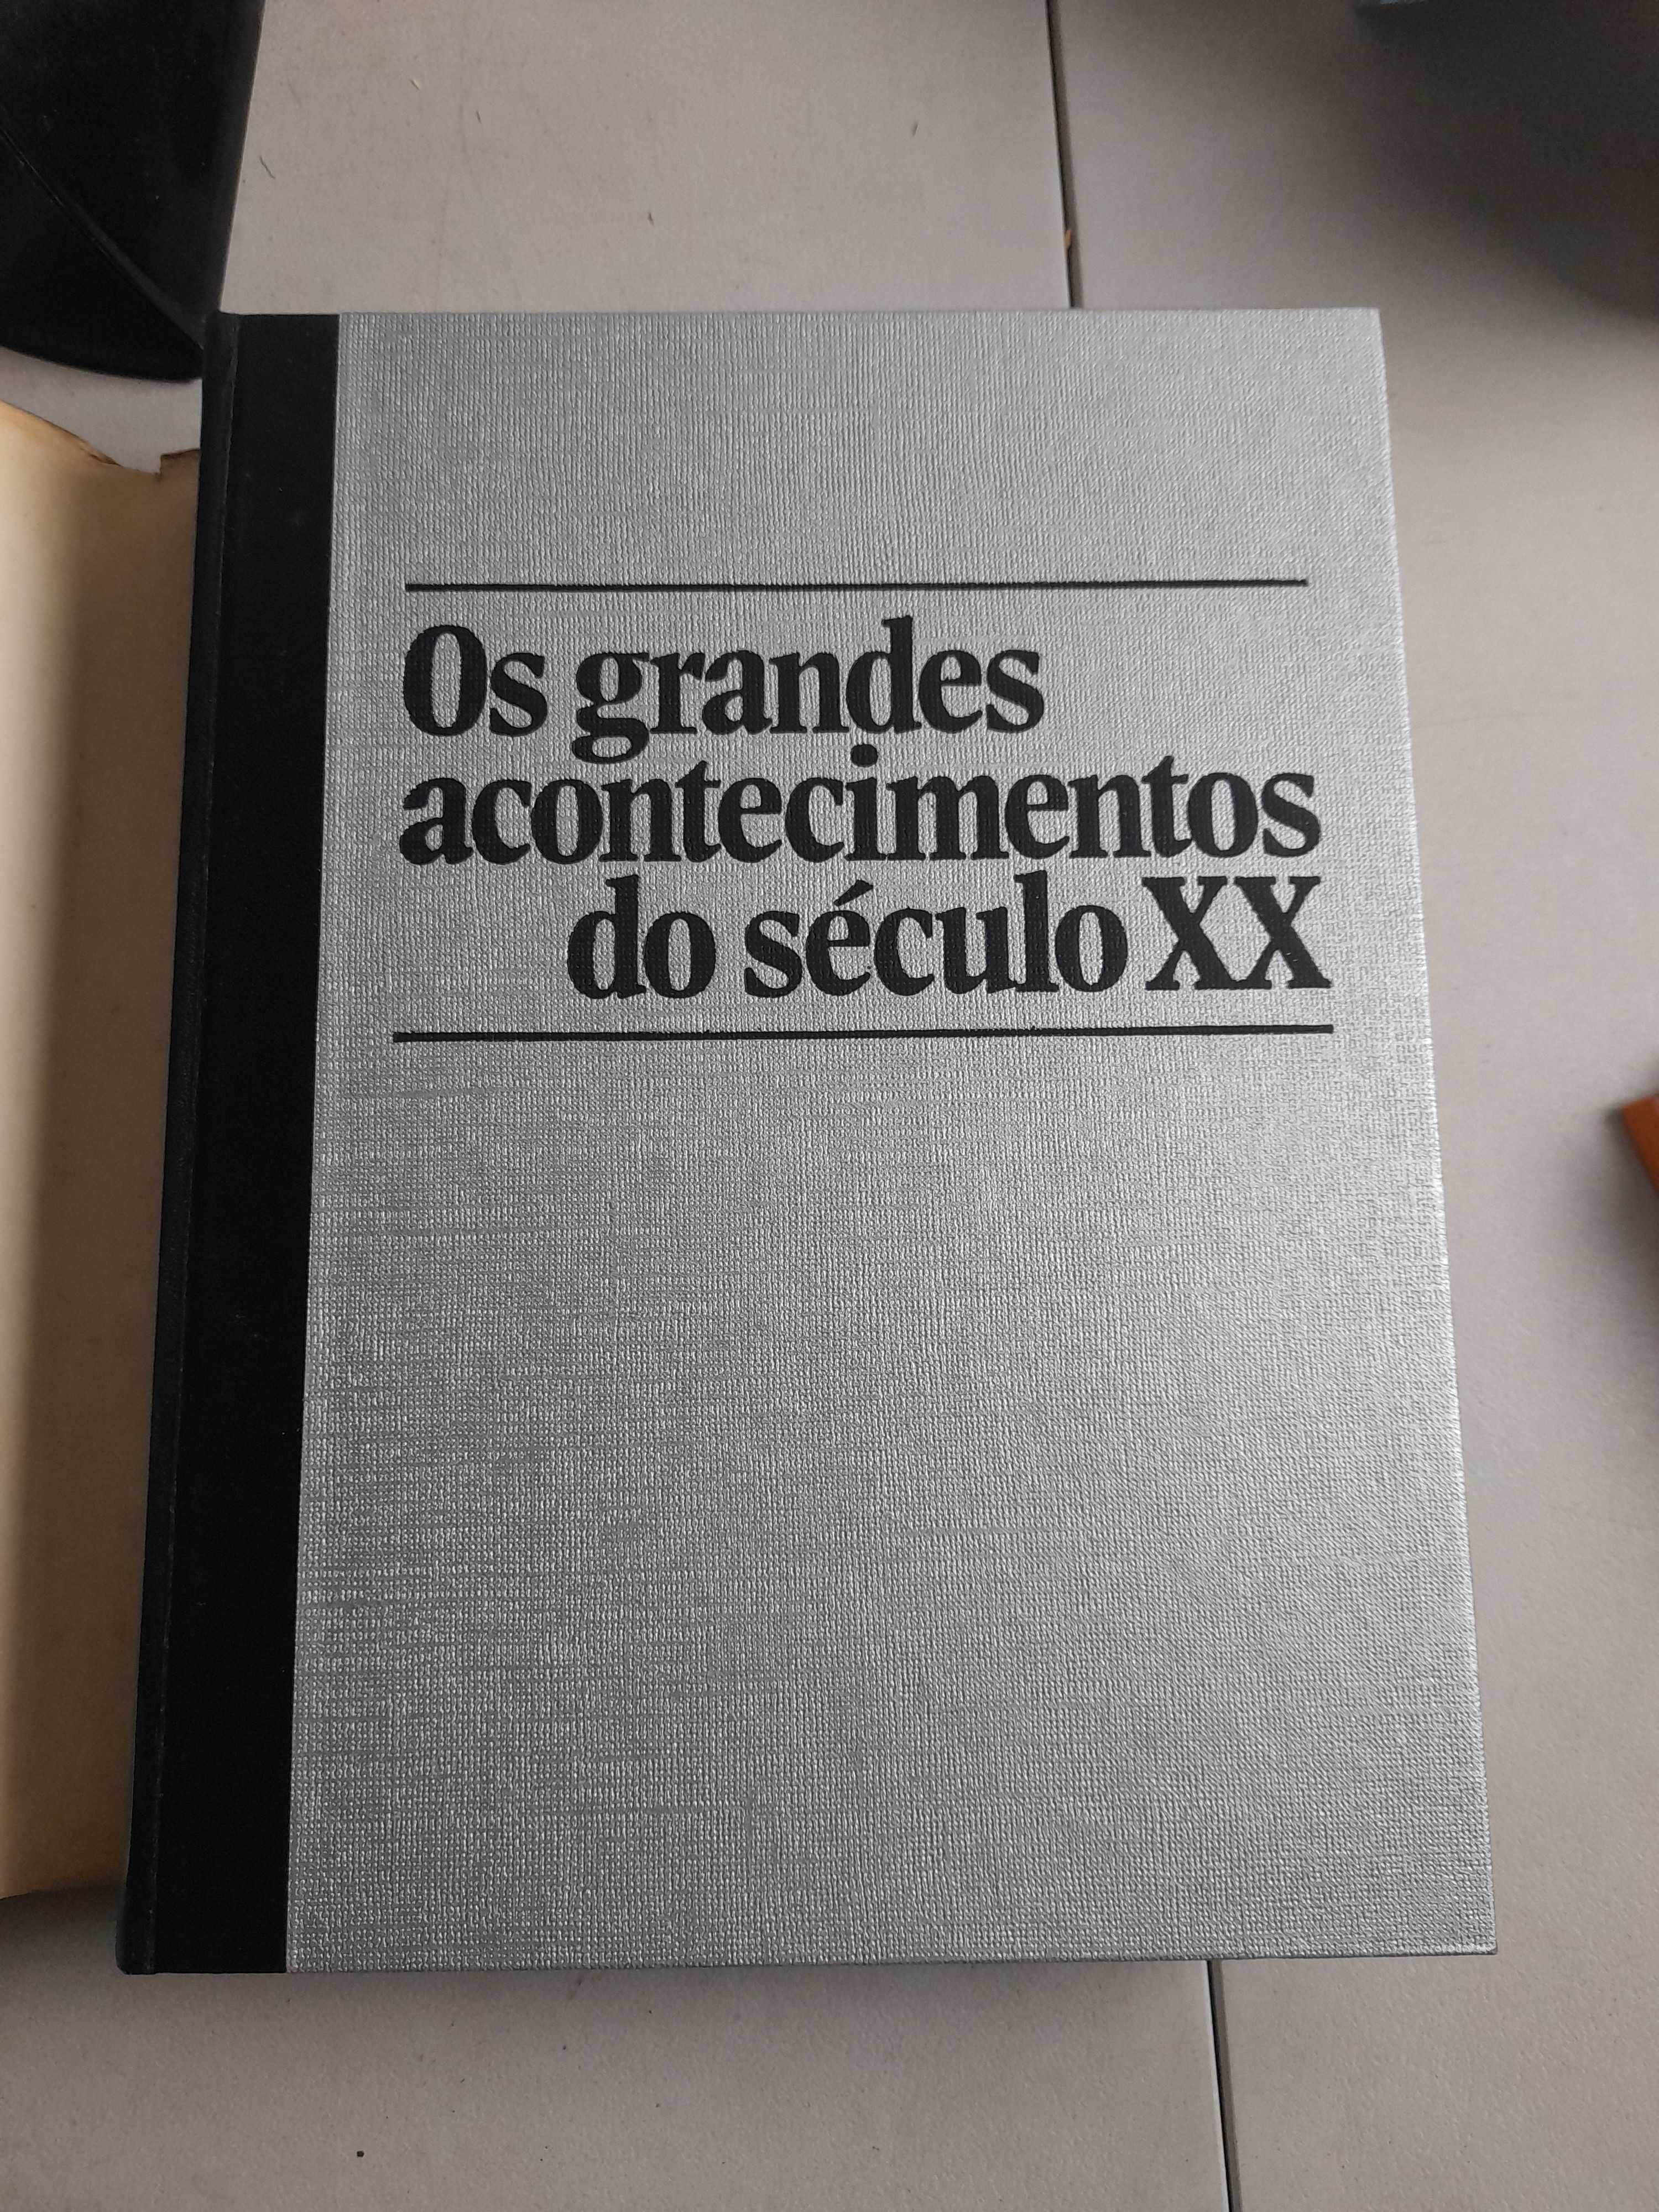 Os grandes
acontecimentos
do século XX